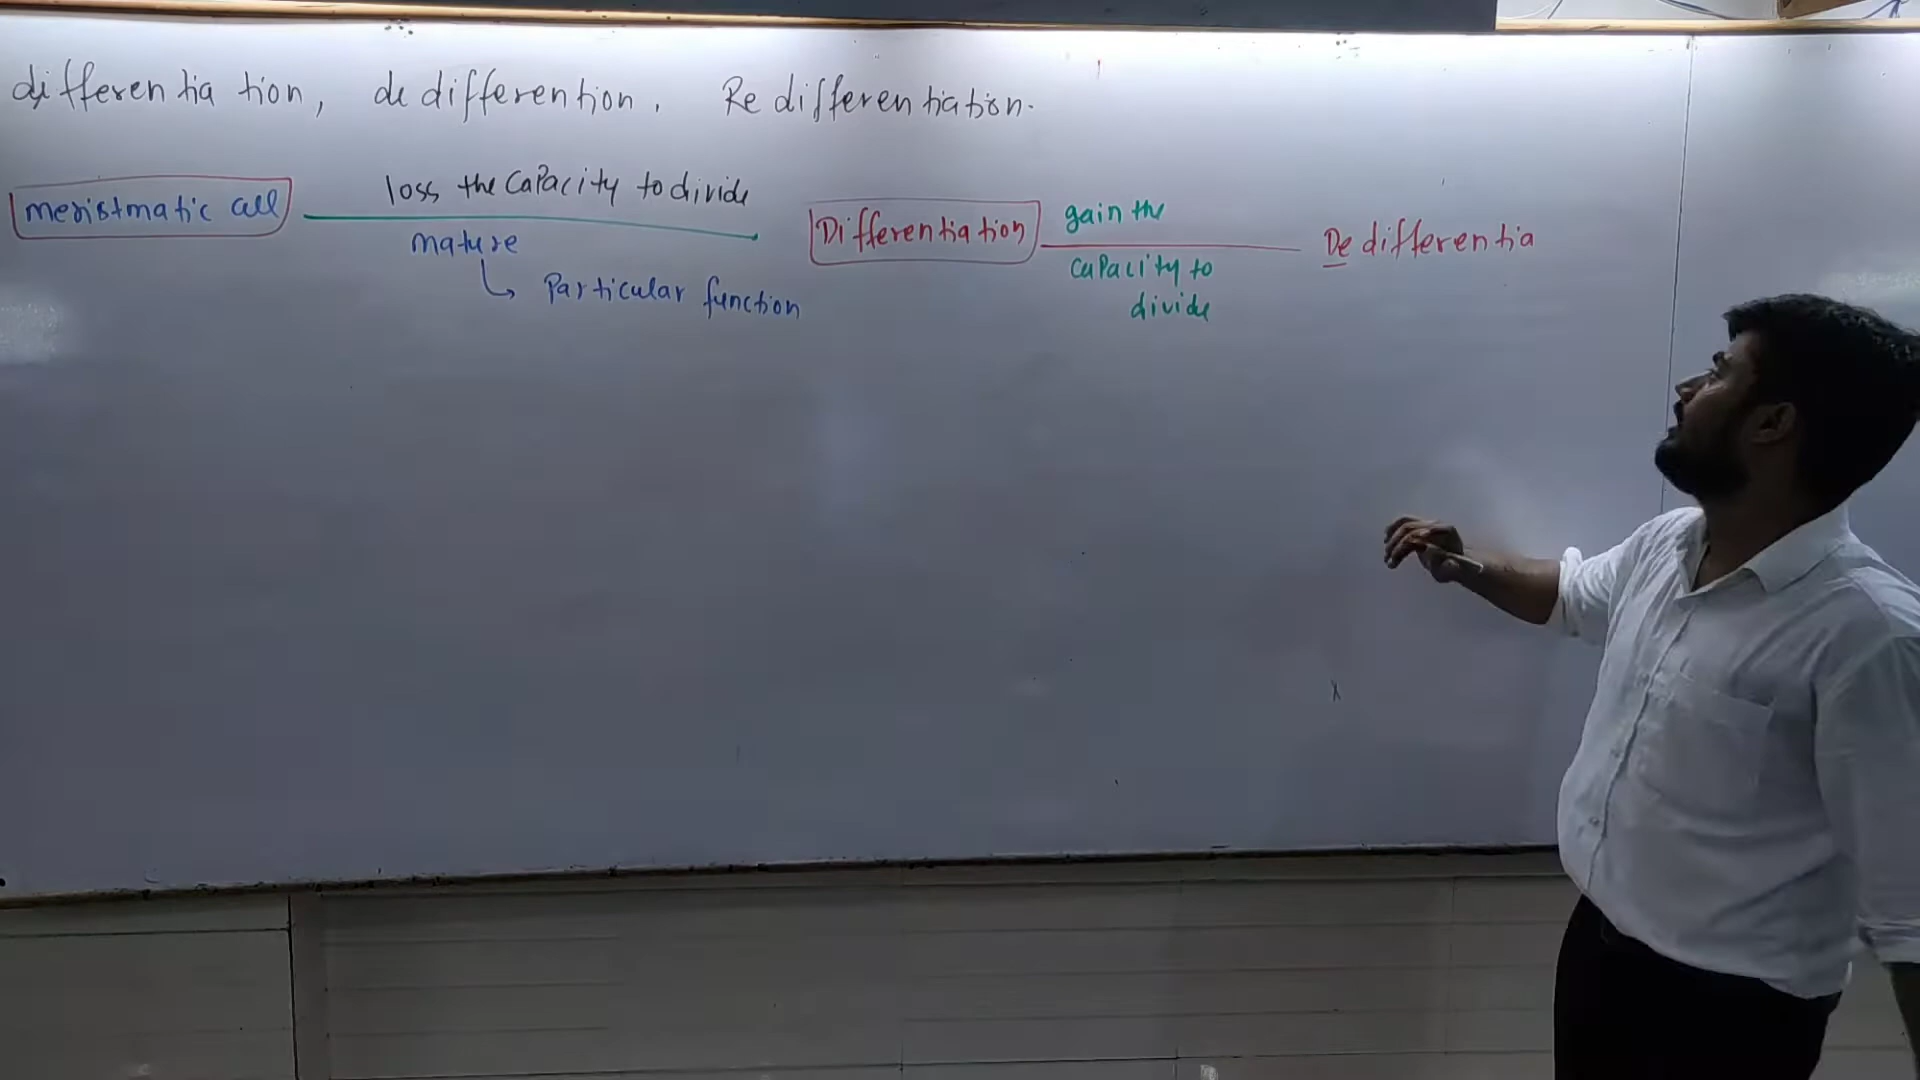 differentiation, dedifferention. Redifferentiation.
meristmatic cell
loss the capacity to divide
mature
Particular function
Differentiation
gain the
capacity to
divide
Dedifferentia